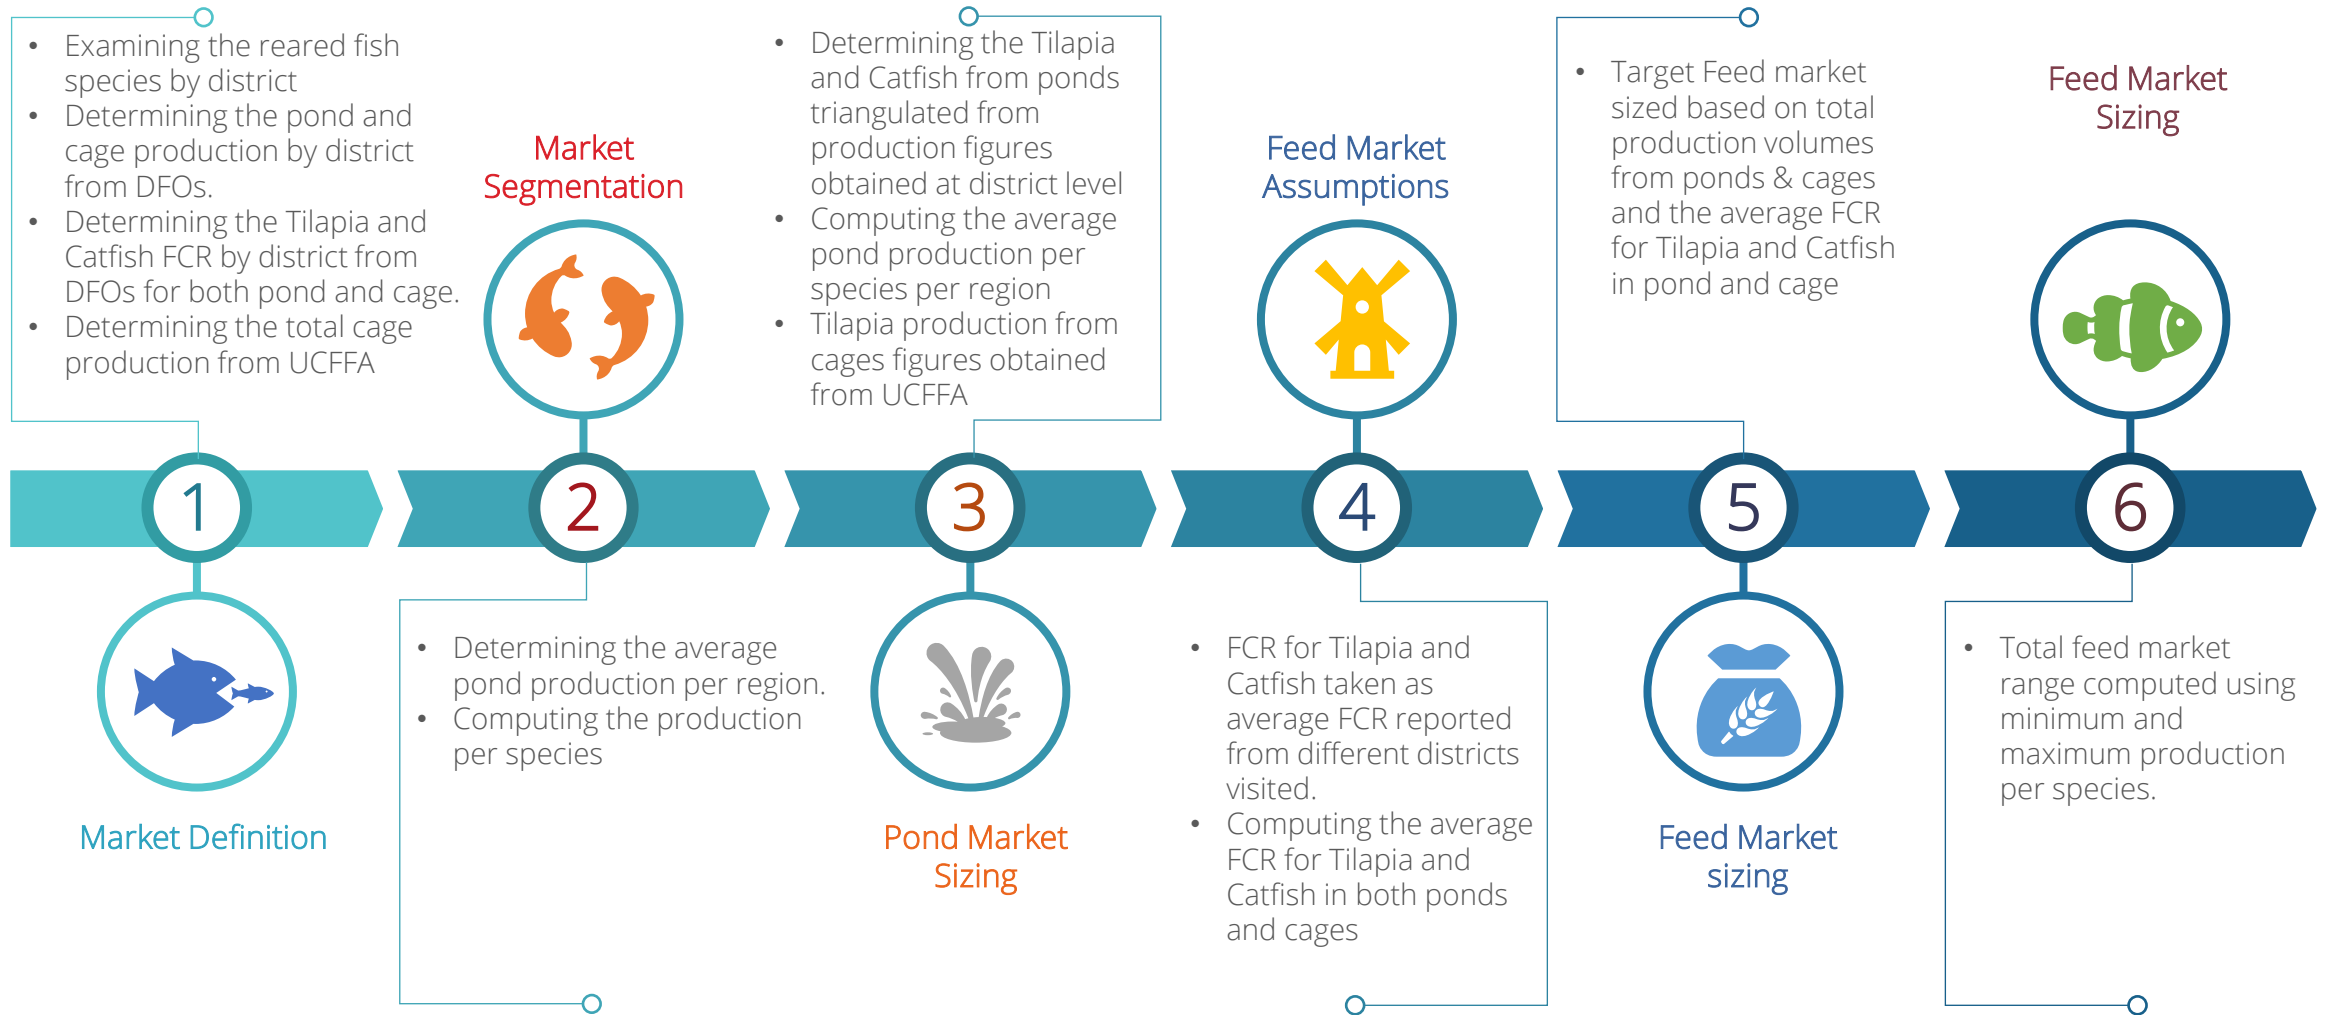 • Examining the reared fish
species by district
• Determining the pond and
cage production by district
from DFOs.
• Determining the Tilapia and
Catfish FCR by district from
DFOs for both pond and cage.
• Determining the total cage
production from UCFFA
1
Market Definition
Market
Segmentation
2
• Determining the average
pond production per region.
• Computing the production
per species
• Determining the Tilapia
and Catfish from ponds
triangulated from
production figures
obtained at district level
• Computing the average
pond production per
species per region
• Tilapia production from
cages figures obtained
from UCFFA
3
Pond Market
Sizing
Feed Market
Assumptions
4
• FCR for Tilapia and
Catfish taken as
average FCR reported
from different districts
visited.
• Computing the average
FCR for Tilapia and
Catfish in both ponds
and cages
• Target Feed market
sized based on total
production volumes
from ponds & cages
and the average FCR
for Tilapia and Catfish
in pond and cage
5
Feed Market
sizing
Feed Market
Sizing
6
• Total feed market
range computed using
minimum and
maximum production
per species.